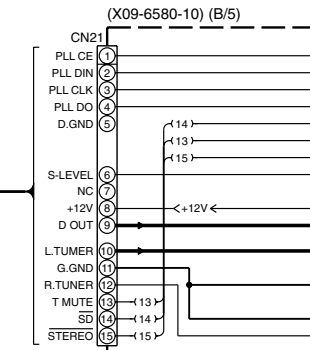 (X09-6580-10) (B/5)
CN21
PLL CE 1
PLL DIN 2
PLL CLK 3
PLL DO 4
D.GND 5 14
13
15
S-LEVEL 6
NC 7
+12V 8 +12V
D OUT 9
L.TUMER 10
G.GND 11
R.TUNER 12
T MUTE 13 13
SD 14 14
STEREO 15 15